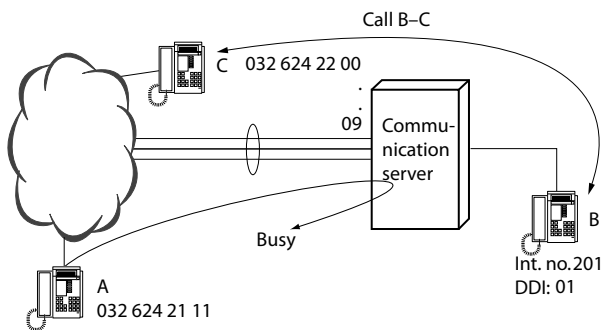 Call B–C
C 032 624 22 00
.
.
09
Commu-
nication
server
B
Busy
Int. no.201
DDI: 01
A
032 624 21 11